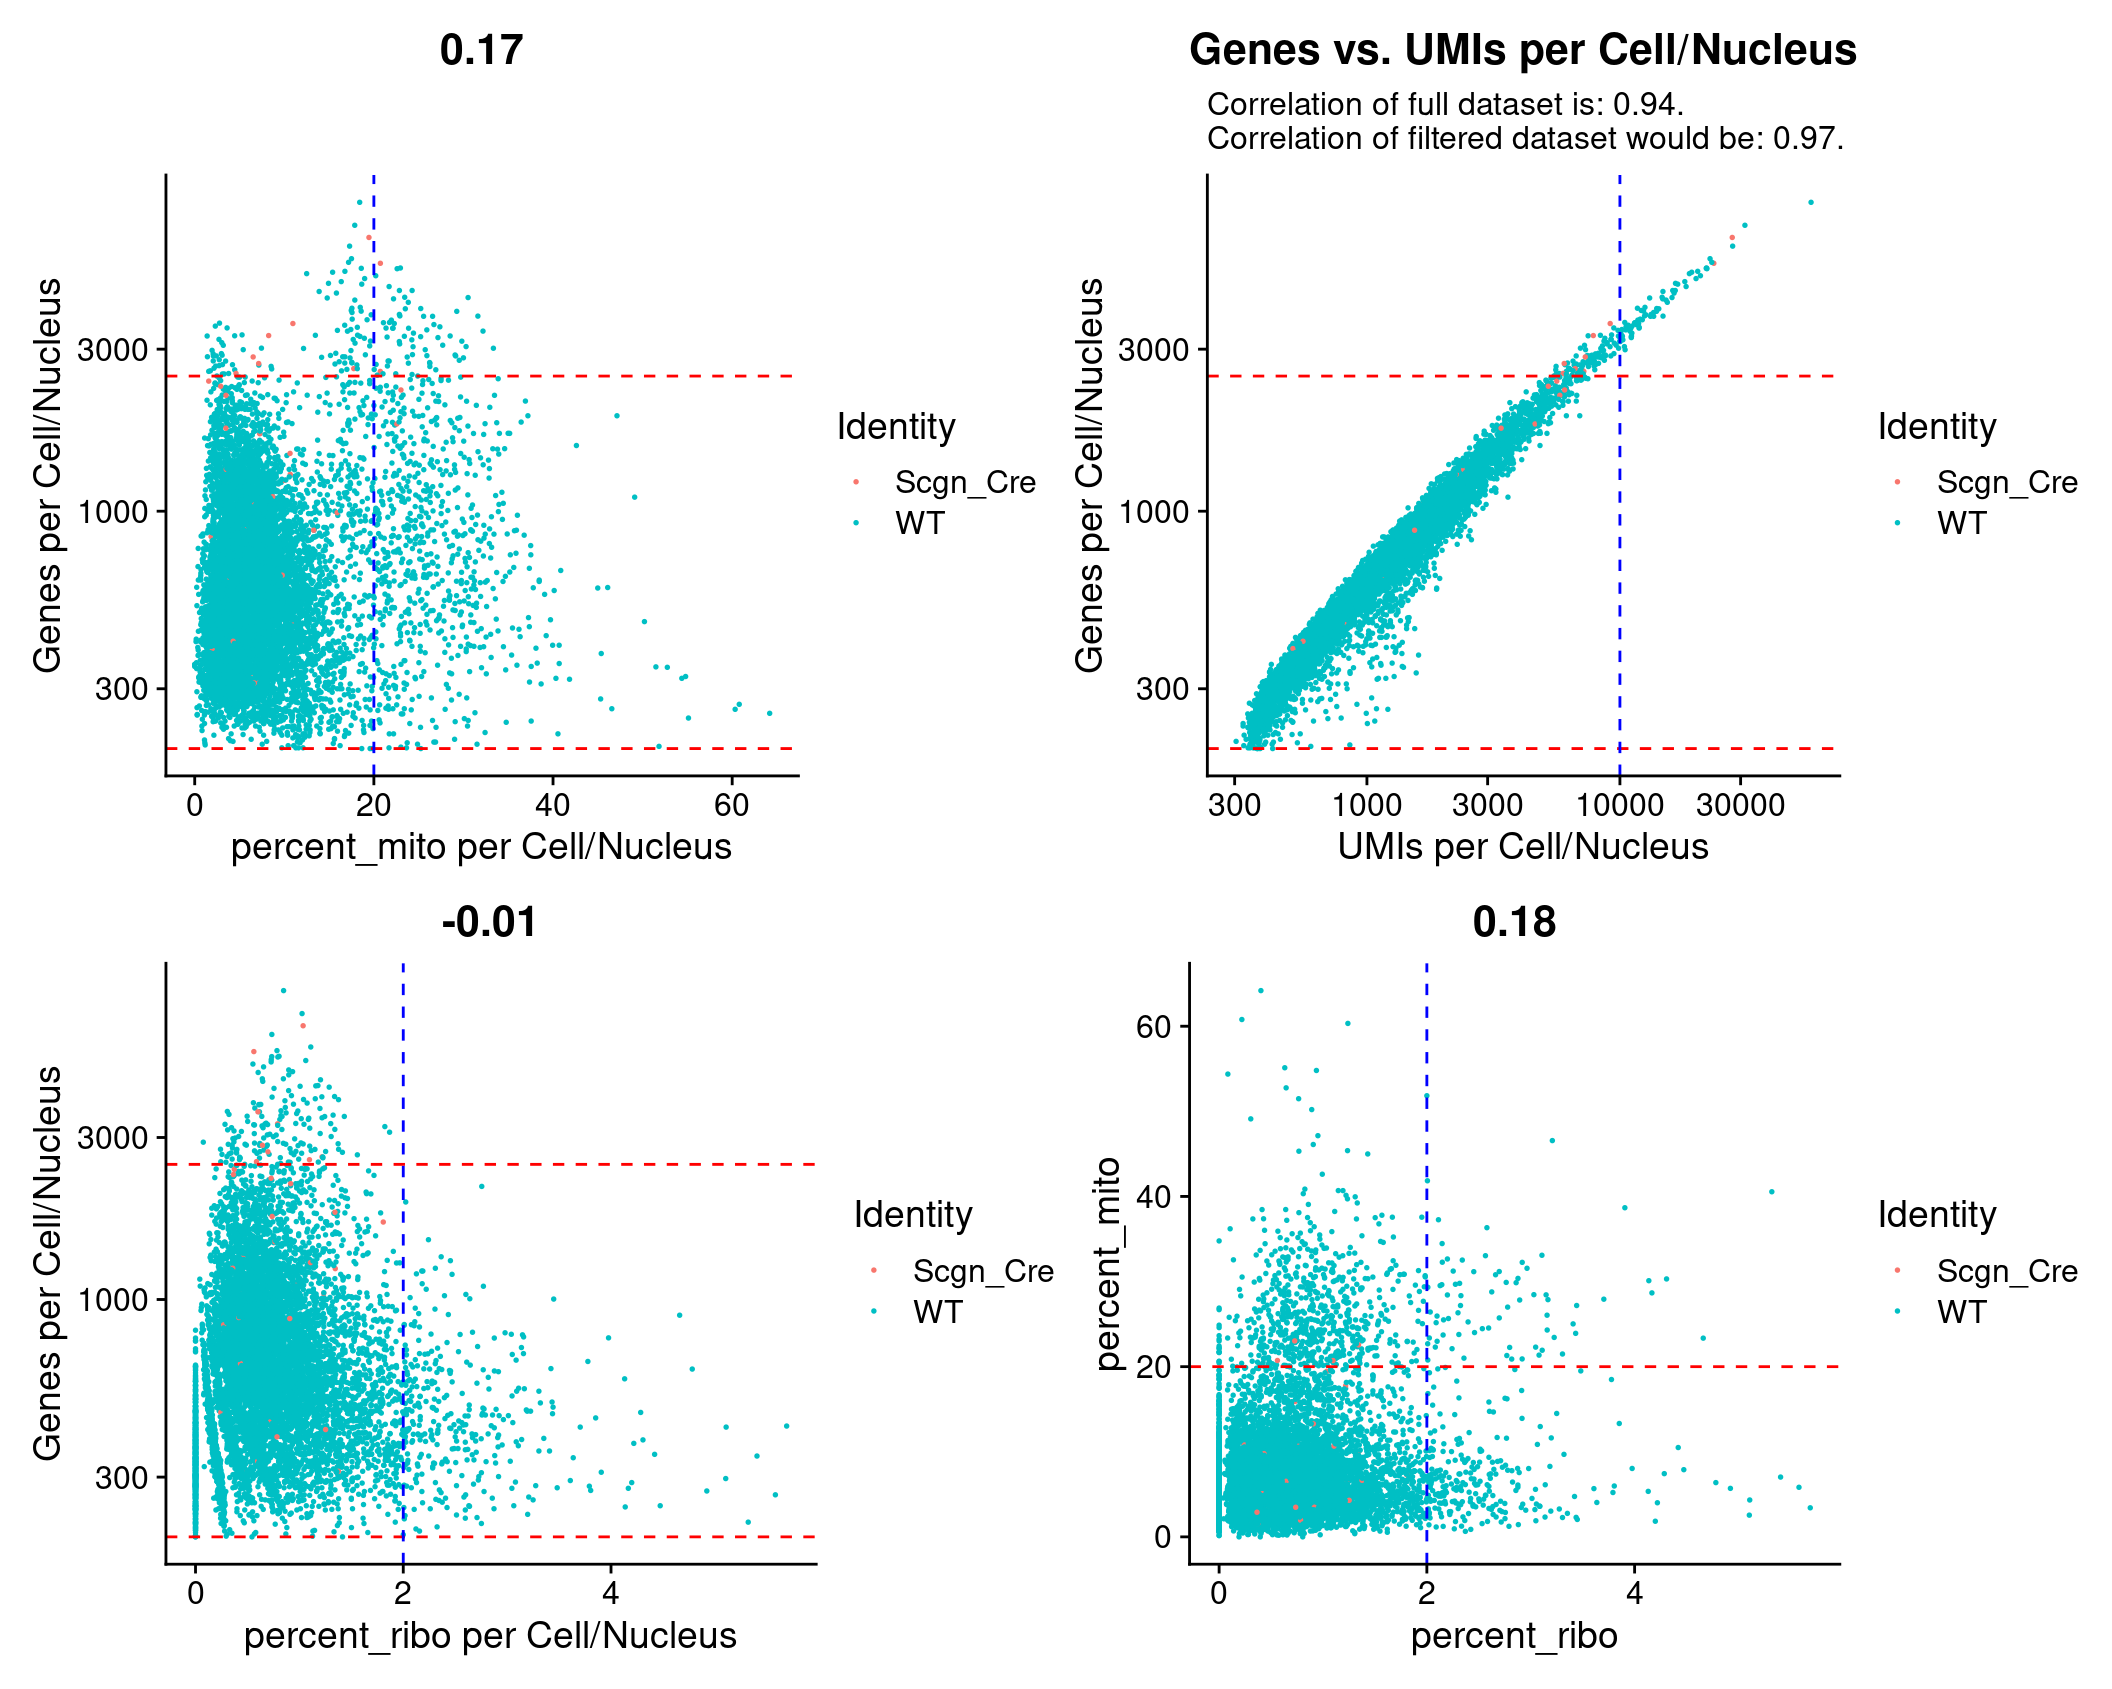 0.17
Genes per Cell/Nucleus
3000
1000
300
0 20 40 60
percent_mito per Cell/Nucleus
Identity
Scgn_Cre
WT
Genes vs. UMIs per Cell/Nucleus
Correlation of full dataset is: 0.94.
Correlation of filtered dataset would be: 0.97.
Genes per Cell/Nucleus
3000
1000
300
300 1000 3000 10000 30000
UMIs per Cell/Nucleus
Identity
Scgn_Cre
WT
-0.01
Genes per Cell/Nucleus
3000
1000
300
0 2 4
percent_ribo per Cell/Nucleus
Identity
Scgn_Cre
WT
0.18
percent_mito
60
40
20
0
0 2 4
percent_ribo
Identity
Scgn_Cre
WT